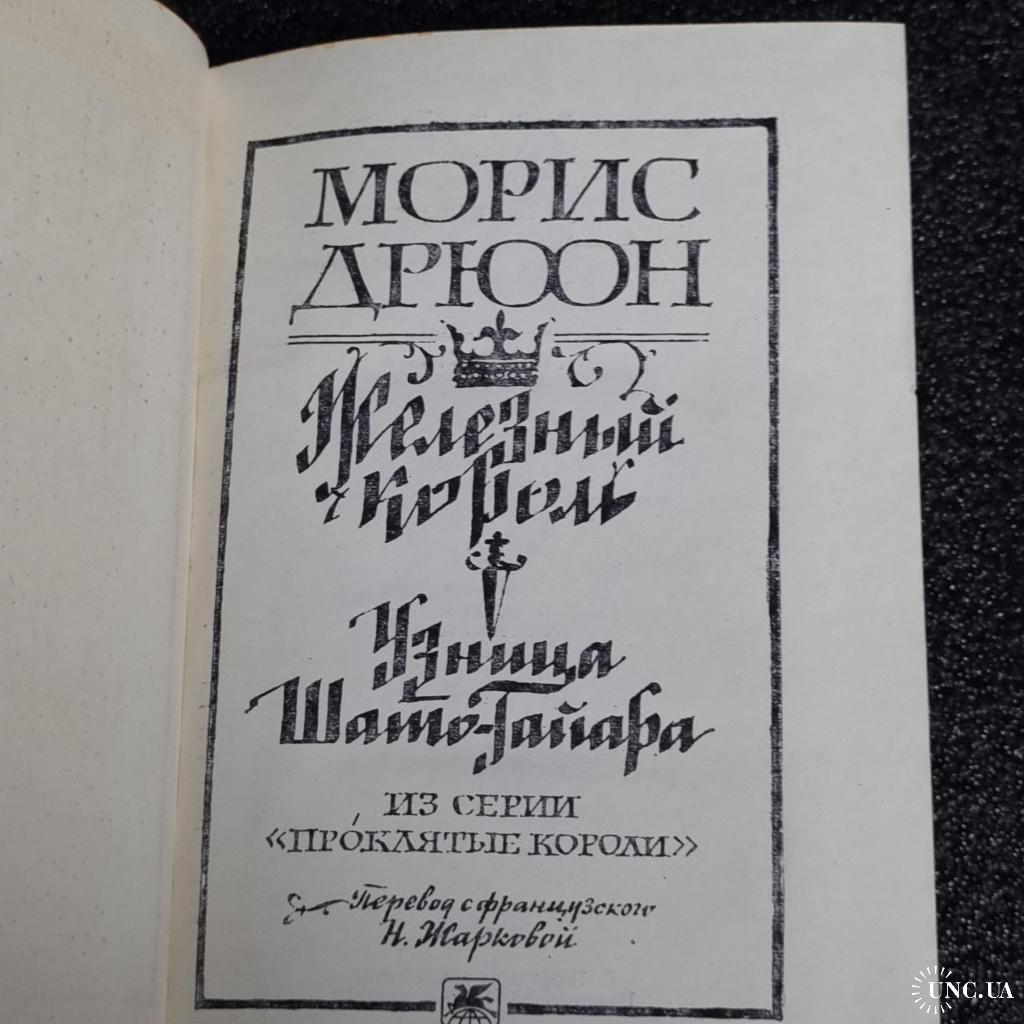 МОРИС
ДРЮОН
Железный
король
Узница
Шато-Гайара
ИЗ СЕРИИ
«ПРОКЛЯТЫЕ КОРОЛИ»
Перевод с французского
Н. Жарковой
UNC.UA